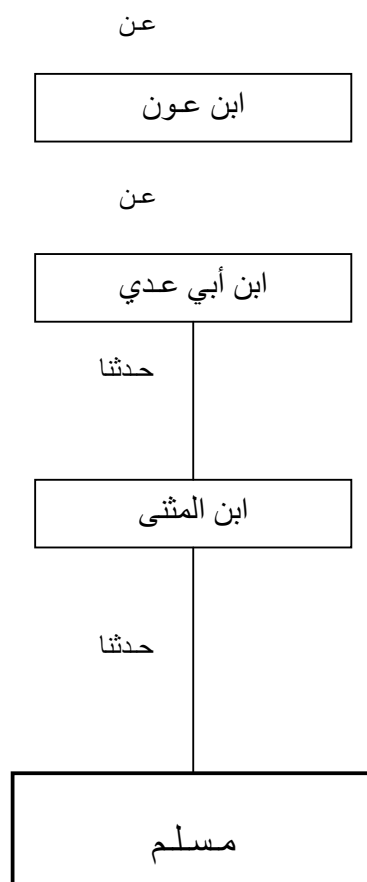 عن
ابن عون
عن
ابن أبي عدي
حدثنا
ابن المثنى
حدثنا
مسلم